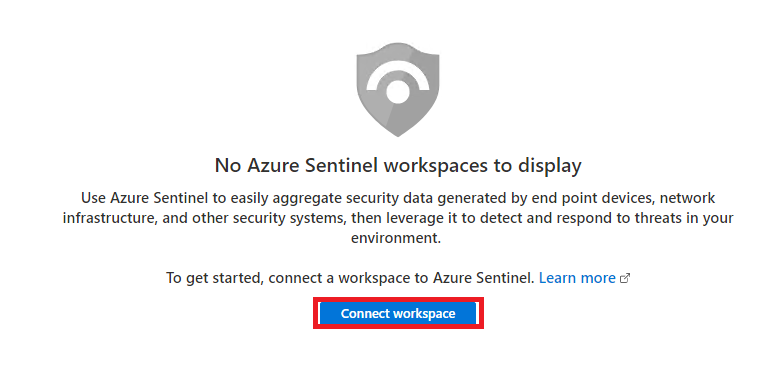 No Azure Sentinel workspaces to display
Use Azure Sentinel to easily aggregate security data generated by end point devices, network
infrastructure, and other security systems, then leverage it to detect and respond to threats in your
environment.
To get started, connect a workspace to Azure Sentinel. Learn more
Connect workspace